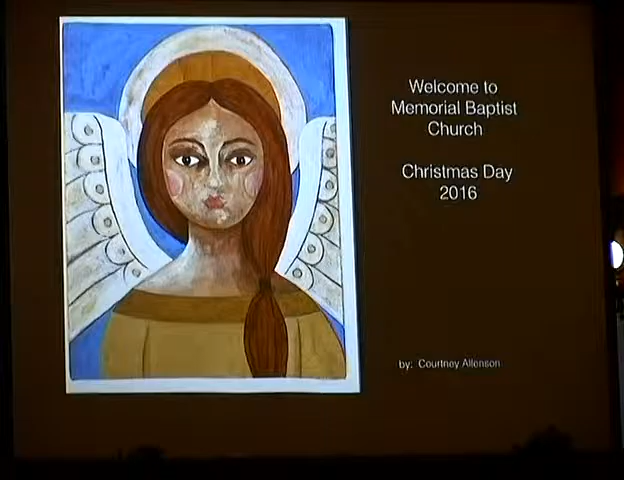 Welcome to
Memorial Baptist
Church
Christmas Day
2016
by: Courtney Allenson